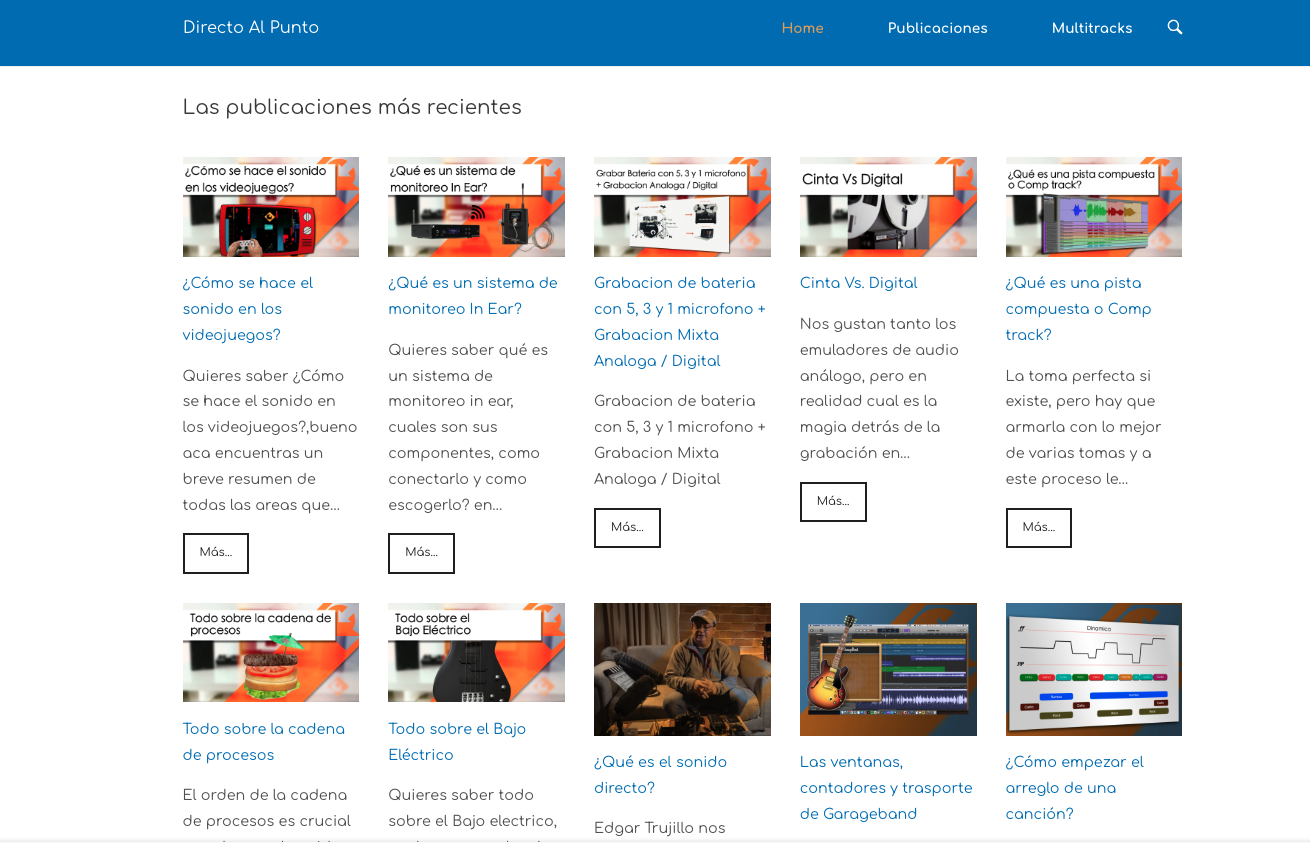 Directo Al Punto
Home
Publicaciones
Multitracks
Las publicaciones más recientes
¿Cómo se hace el sonido
en los videojuegos?
¿Cómo se hace el
sonido en los
videojuegos?
Quieres saber ¿Cómo
se hace el sonido en
los videojuegos?,bueno
aca encuentras un
breve resumen de
todas las areas que...
Más...
¿Qué es un sistema de
monitoreo In Ear?
¿Qué es un sistema de
monitoreo In Ear?
Quieres saber qué es
un sistema de
monitoreo in ear,
cuales son sus
componentes, como
conectarlo y como
escogerlo? en...
Más...
Grabar Bateria con 5, 3 y 1 microfono
+ Grabacion Analoga / Digital
Grabacion de bateria
con 5, 3 y 1 microfono +
Grabacion Mixta
Analoga / Digital
Grabacion de bateria
con 5, 3 y 1 microfono +
Grabacion Mixta
Analoga / Digital
Más...
Cinta Vs Digital
Cinta Vs. Digital
Nos gustan tanto los
emuladores de audio
análogo, pero en
realidad cual es la
magia detrás de la
grabación en...
Más...
¿Qué es una pista compuesta
o Comp track?
¿Qué es una pista
compuesta o Comp
track?
La toma perfecta si
existe, pero hay que
armarla con lo mejor
de varias tomas y a
este proceso le...
Más...
Todo sobre la cadena de
procesos
Todo sobre la cadena
de procesos
El orden de la cadena
de procesos es crucial
Todo sobre el
Bajo Eléctrico
Todo sobre el Bajo
Eléctrico
Quieres saber todo
sobre el Bajo electrico,
¿Qué es el sonido
directo?
Edgar Trujillo nos
Las ventanas,
contadores y trasporte
de Garageband
Dinamica
¿Cómo empezar el
arreglo de una
canción?